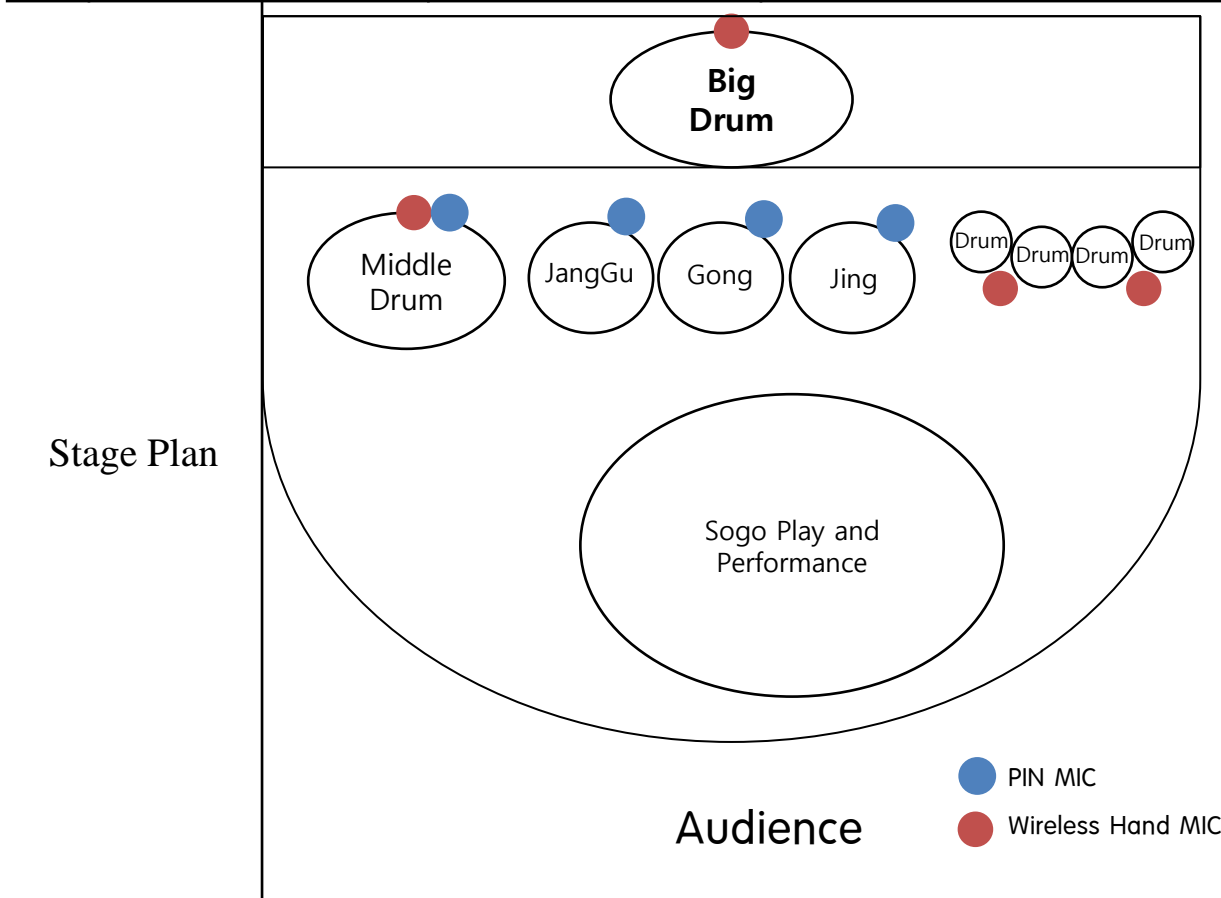 Big
Drum
Middle
Drum
JangGu
Gong
Jing
Drum
Drum
Drum
Drum
Stage Plan
Sogo Play and
Performance
PIN MIC
Audience
Wireless Hand MIC